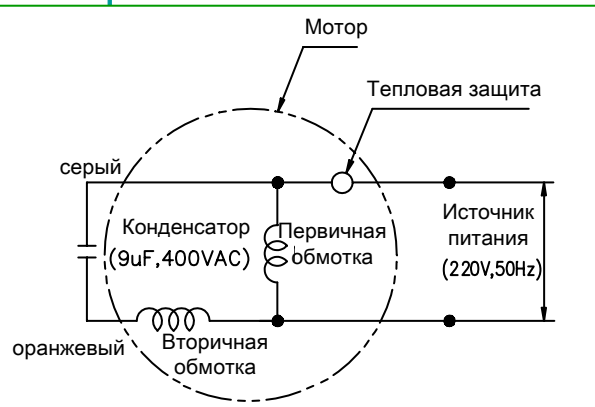 Мотор
Тепловая защита
серый
Конденсатор
(9uF,400VAC)
Первичная
обмотка
Источник
питания
(220V,50Hz)
оранжевый
Вторичная
обмотка